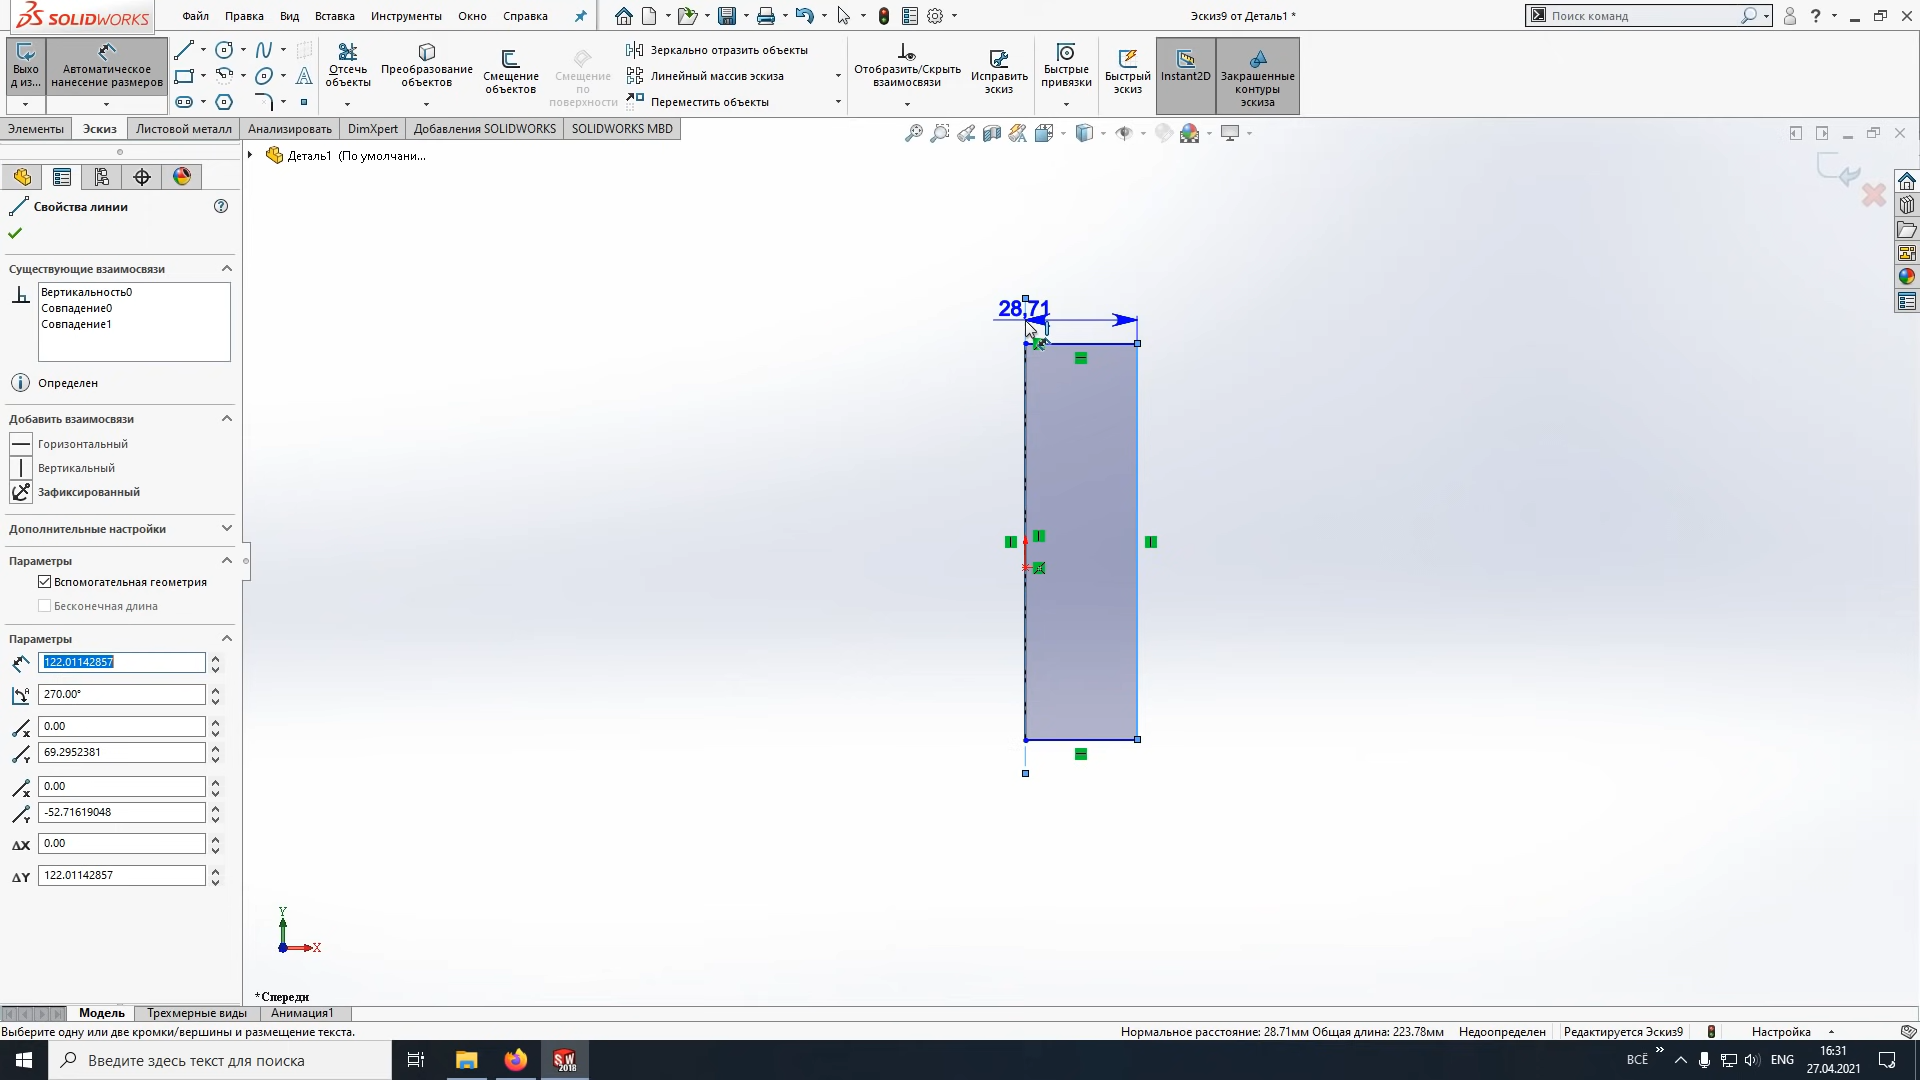 SOLIDWORKS
Файл
Правка
Вид
Вставка
Инструменты
Окно
Справка
Эскиз9 от Деталь1 *
Поиск команд
?
Выхо
д из...
Автоматическое
нанесение размеров
Отсечь
объекты
Преобразование
объектов
Смещение
объектов
Смещение
по
поверхности
Зеркально отразить объекты
Линейный массив эскиза
Переместить объекты
Отобразить/Скрыть
взаимосвязи
Исправить
эскиз
Быстрые
привязки
Быстрый
эскиз
Instant2D
Закрашенные
контуры
эскиза
Элементы
Эскиз
Листовой металл
Анализировать
DimXpert
Добавления SOLIDWORKS
SOLIDWORKS MBD
Деталь1 (По умолчани...
Свойства линии
Существующие взаимосвязи
Вертикальность0
Совпадение0
Совпадение1
Определен
Добавить взаимосвязи
Горизонтальный
Вертикальный
Зафиксированный
Дополнительные настройки
Параметры
Вспомогательная геометрия
Бесконечная длина
Параметры
122.01142857
270.00°
0.00
69.2952381
0.00
-52.71619048
ΔX 0.00
ΔY 122.01142857
28,71
Y
X
*Спереди
Модель
Трехмерные виды
Анимация1
Выберите одну или две кромки/вершины и размещение текста.
Нормальное расстояние: 28.71мм Общая длина: 223.78мм
Недоопределен
Редактируется Эскиз9
Настройка
Введите здесь текст для поиска
SW
2018
ВСЁ
ENG
16:31
27.04.2021